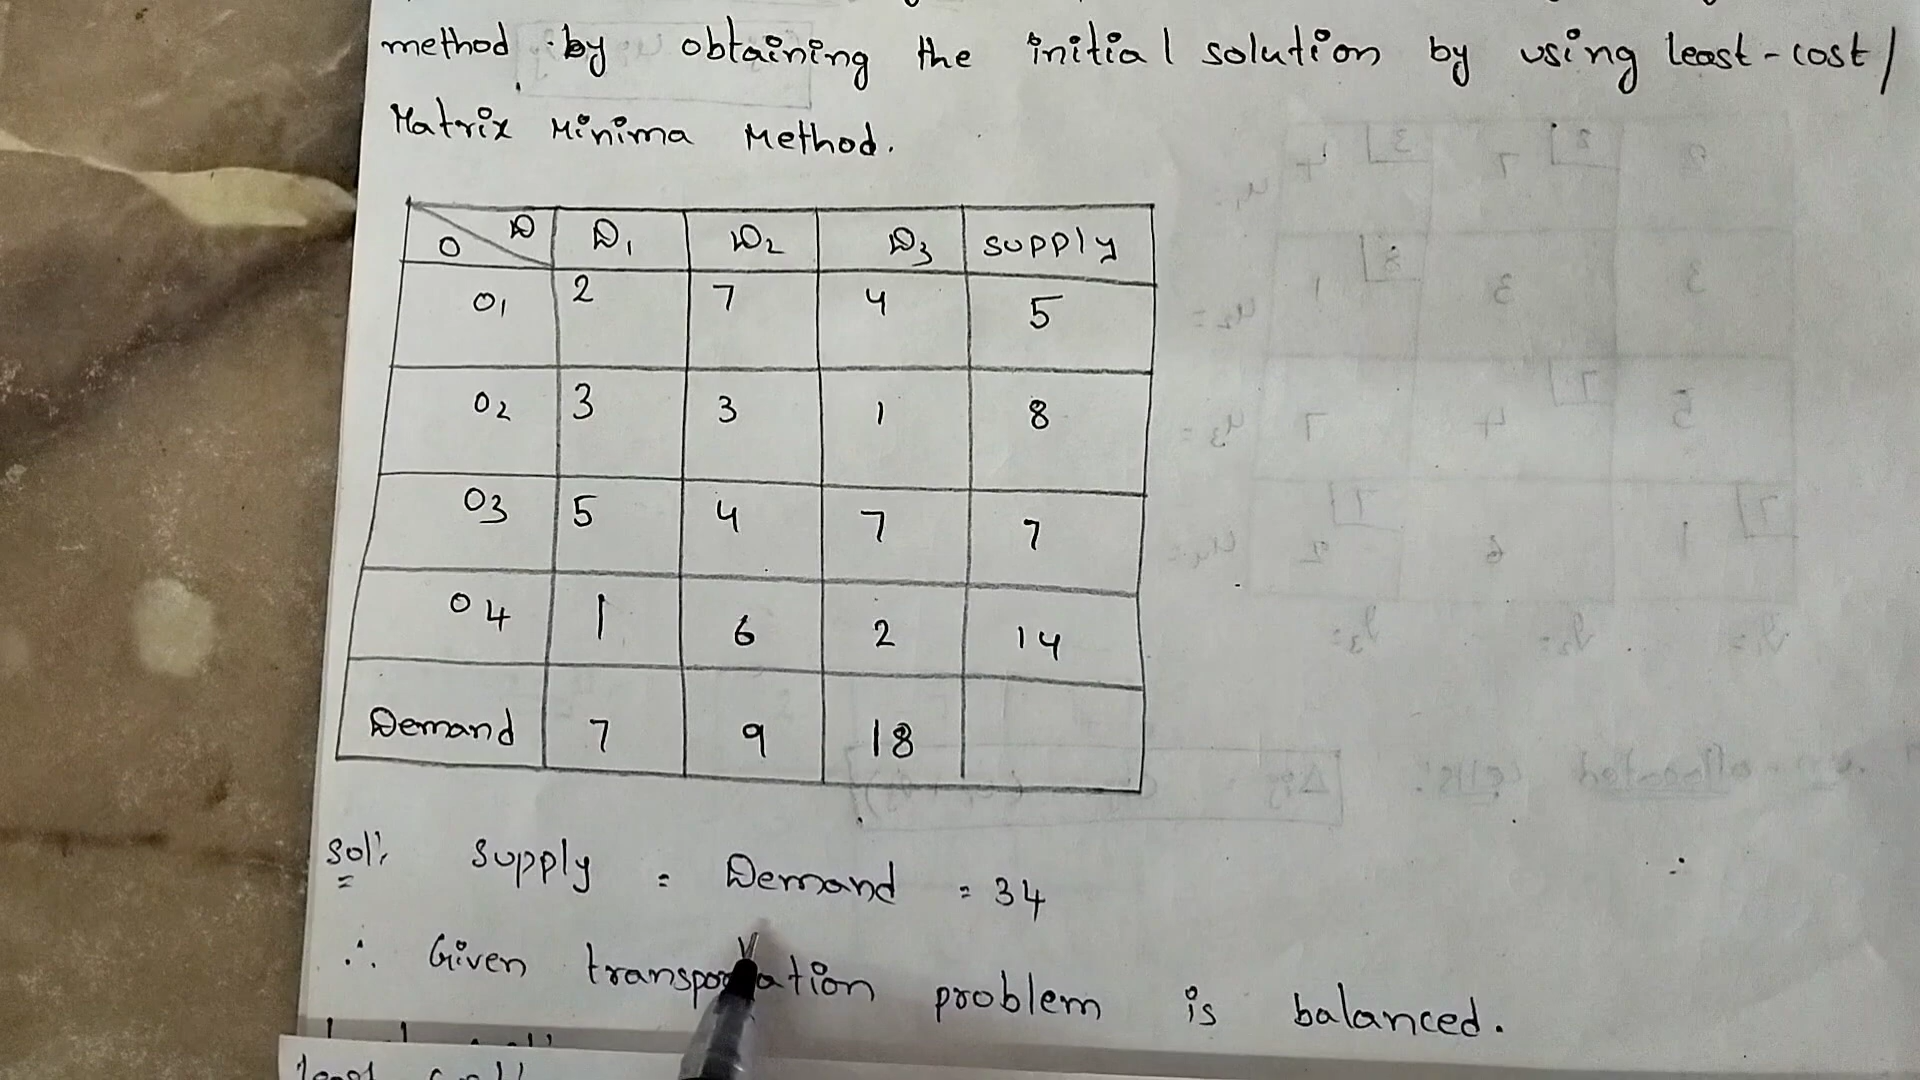 method by obtaining the initial solution by using least-cost/
Matrix Minima Method.
O D D1 D2 D3 supply
O1 2 7 4 5
O2 3 3 1 8
O3 5 4 7 7
O4 1 6 2 14
Demand 7 9 18
Sol: supply = Demand = 34
∴ Given transportation problem is balanced.